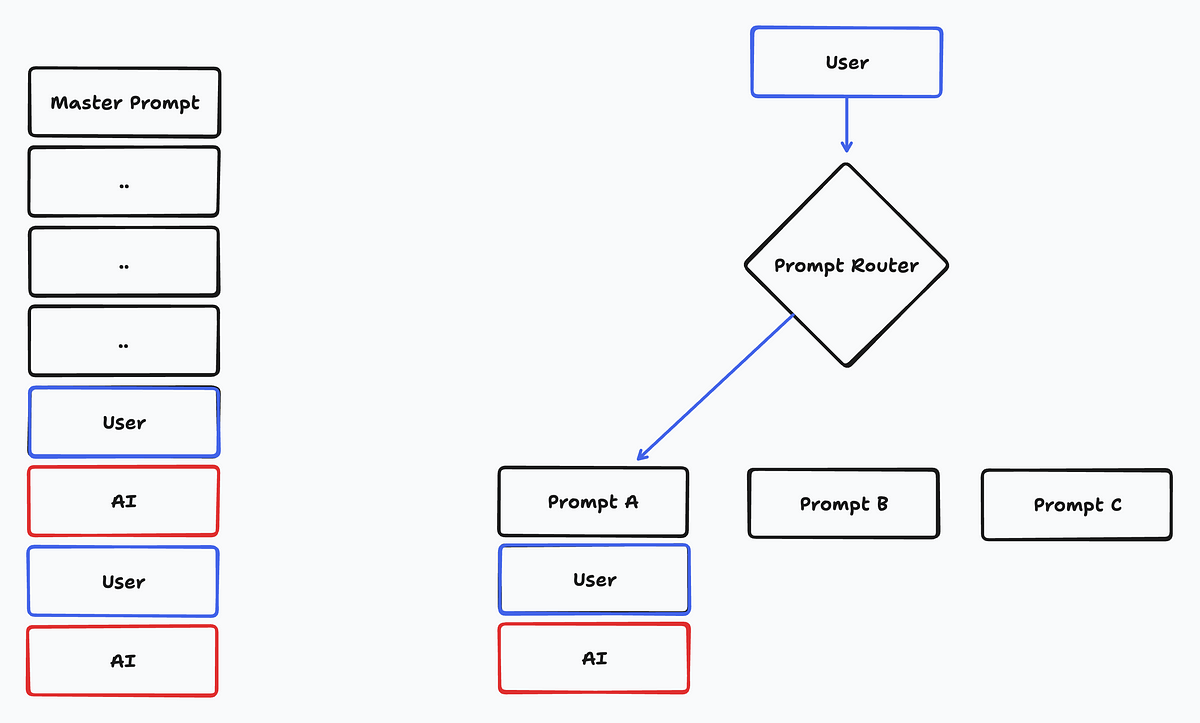 Master Prompt
..
..
..
User
AI
User
AI
User
Prompt Router
Prompt A
Prompt B
Prompt C
User
AI